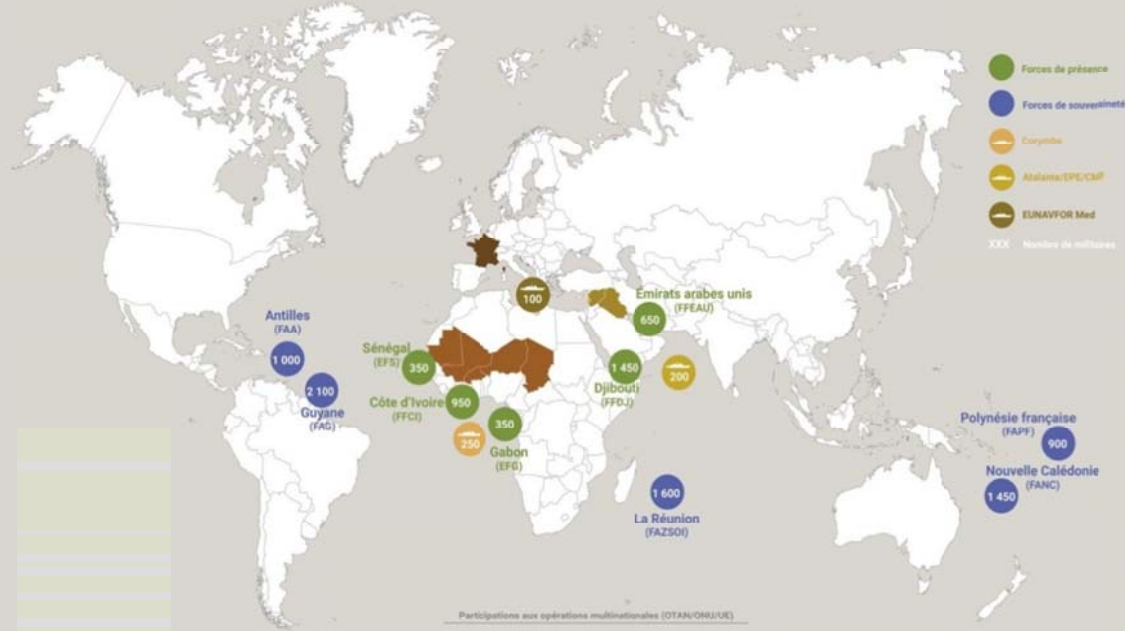 Forces de présence
Forces de souveraineté
Corymbe
Atalante/EPE/CMF
EUNAVFOR Med
XXX Nombre de militaires
100
Émirats arabes unis
(FFEAU)
650
Antilles
(FAA)
1 000
2 100
Guyane
(FAG)
Sénégal
(EFS)
350
Côte d'Ivoire
(FFCI)
950
250
350
Gabon
(EFG)
1 450
Djibouti
(FFDJ)
200
1 600
La Réunion
(FAZSOI)
Polynésie française
(FAPF)
900
Nouvelle Calédonie
(FANC)
1 450
Participations aux opérations multinationales (OTAN/ONU/UE)